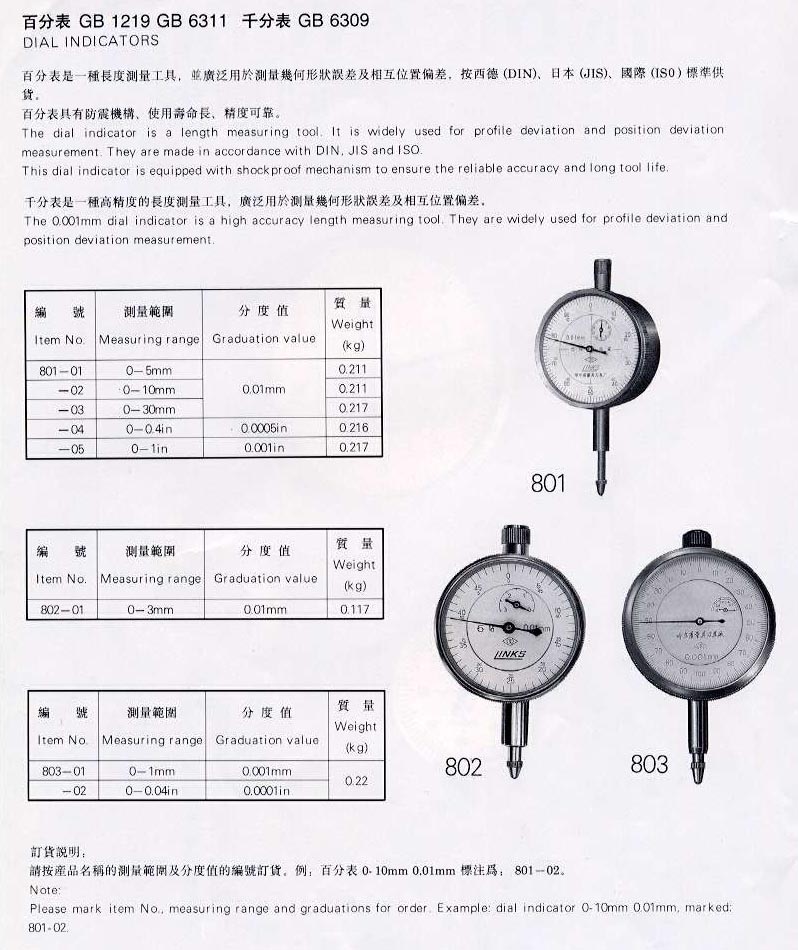 百分表 GB 1219 GB 6311 千分表 GB 6309
DIAL INDICATORS
百分表是一種長度測量工具，並廣泛用於測量幾何形狀誤差及相互位置偏差，按西德 (DIN)、日本 (JIS)、國際 (ISO) 標準供
貨。
百分表具有防震機構、使用壽命長、精度可靠。
The dial indicator is a length measuring tool. It is widely used for profile deviation and position deviation
measurement. They are made in accordance with DIN, JIS and ISO.
This dial indicator is equipped with shockproof mechanism to ensure the reliable accuracy and long tool life.
千分表是一種高精度的長度測量工具，廣泛用於測量幾何形狀誤差及相互位置偏差。
The 0.001mm dial indicator is a high accuracy length measuring tool. They are widely used for profile deviation and
position deviation measurement.
編 號 測量範圍 分度值 質量
Item No. Measuring range Graduation value Weight (kg)
801—01 0—5mm 0.01mm 0.211
—02 0—10mm 0.211
—03 0—30mm 0.217
—04 0—0.4in 0.0005in 0.216
—05 0—1in 0.001in 0.217
LINKS
801
編 號 測量範圍 分度值 質量
Item No. Measuring range Graduation value Weight (kg)
802—01 0—3mm 0.01mm 0.117
0.01mm
LINKS
802
0.001mm
803
編 號 測量範圍 分度值 質量
Item No. Measuring range Graduation value Weight (kg)
803—01 0—1mm 0.001mm 0.22
—02 0—0.04in 0.0001in
訂貨説明：
請按産品名稱的測量範圍及分度值的編號訂貨。例：百分表 0-10mm 0.01mm 標注爲： 801—02。
Note:
Please mark item No., measuring range and graduations for order. Example: dial indicator 0-10mm 0.01mm, marked:
801-02.